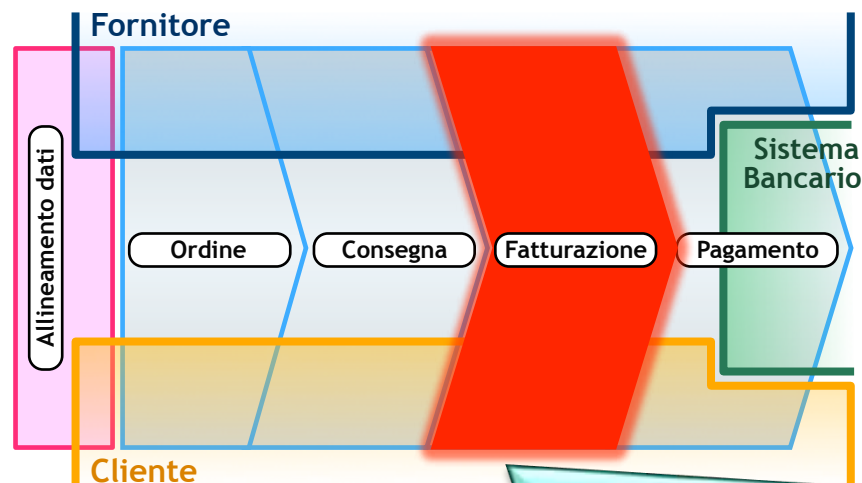 Fornitore
Allineamento dati
Sistema
Bancario
Ordine
Consegna
Fatturazione
Pagamento
Cliente